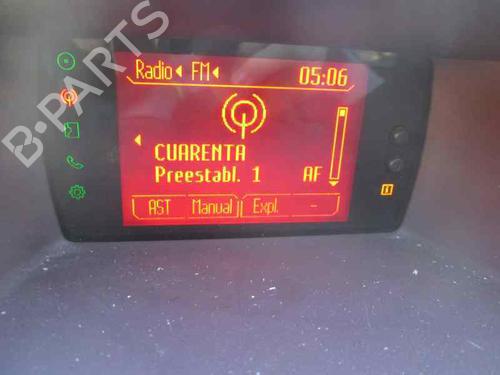 Radio FM 05:06
CUARENTA
Preestabl. 1 AF
AST Manual Expl. -
B-PARTS